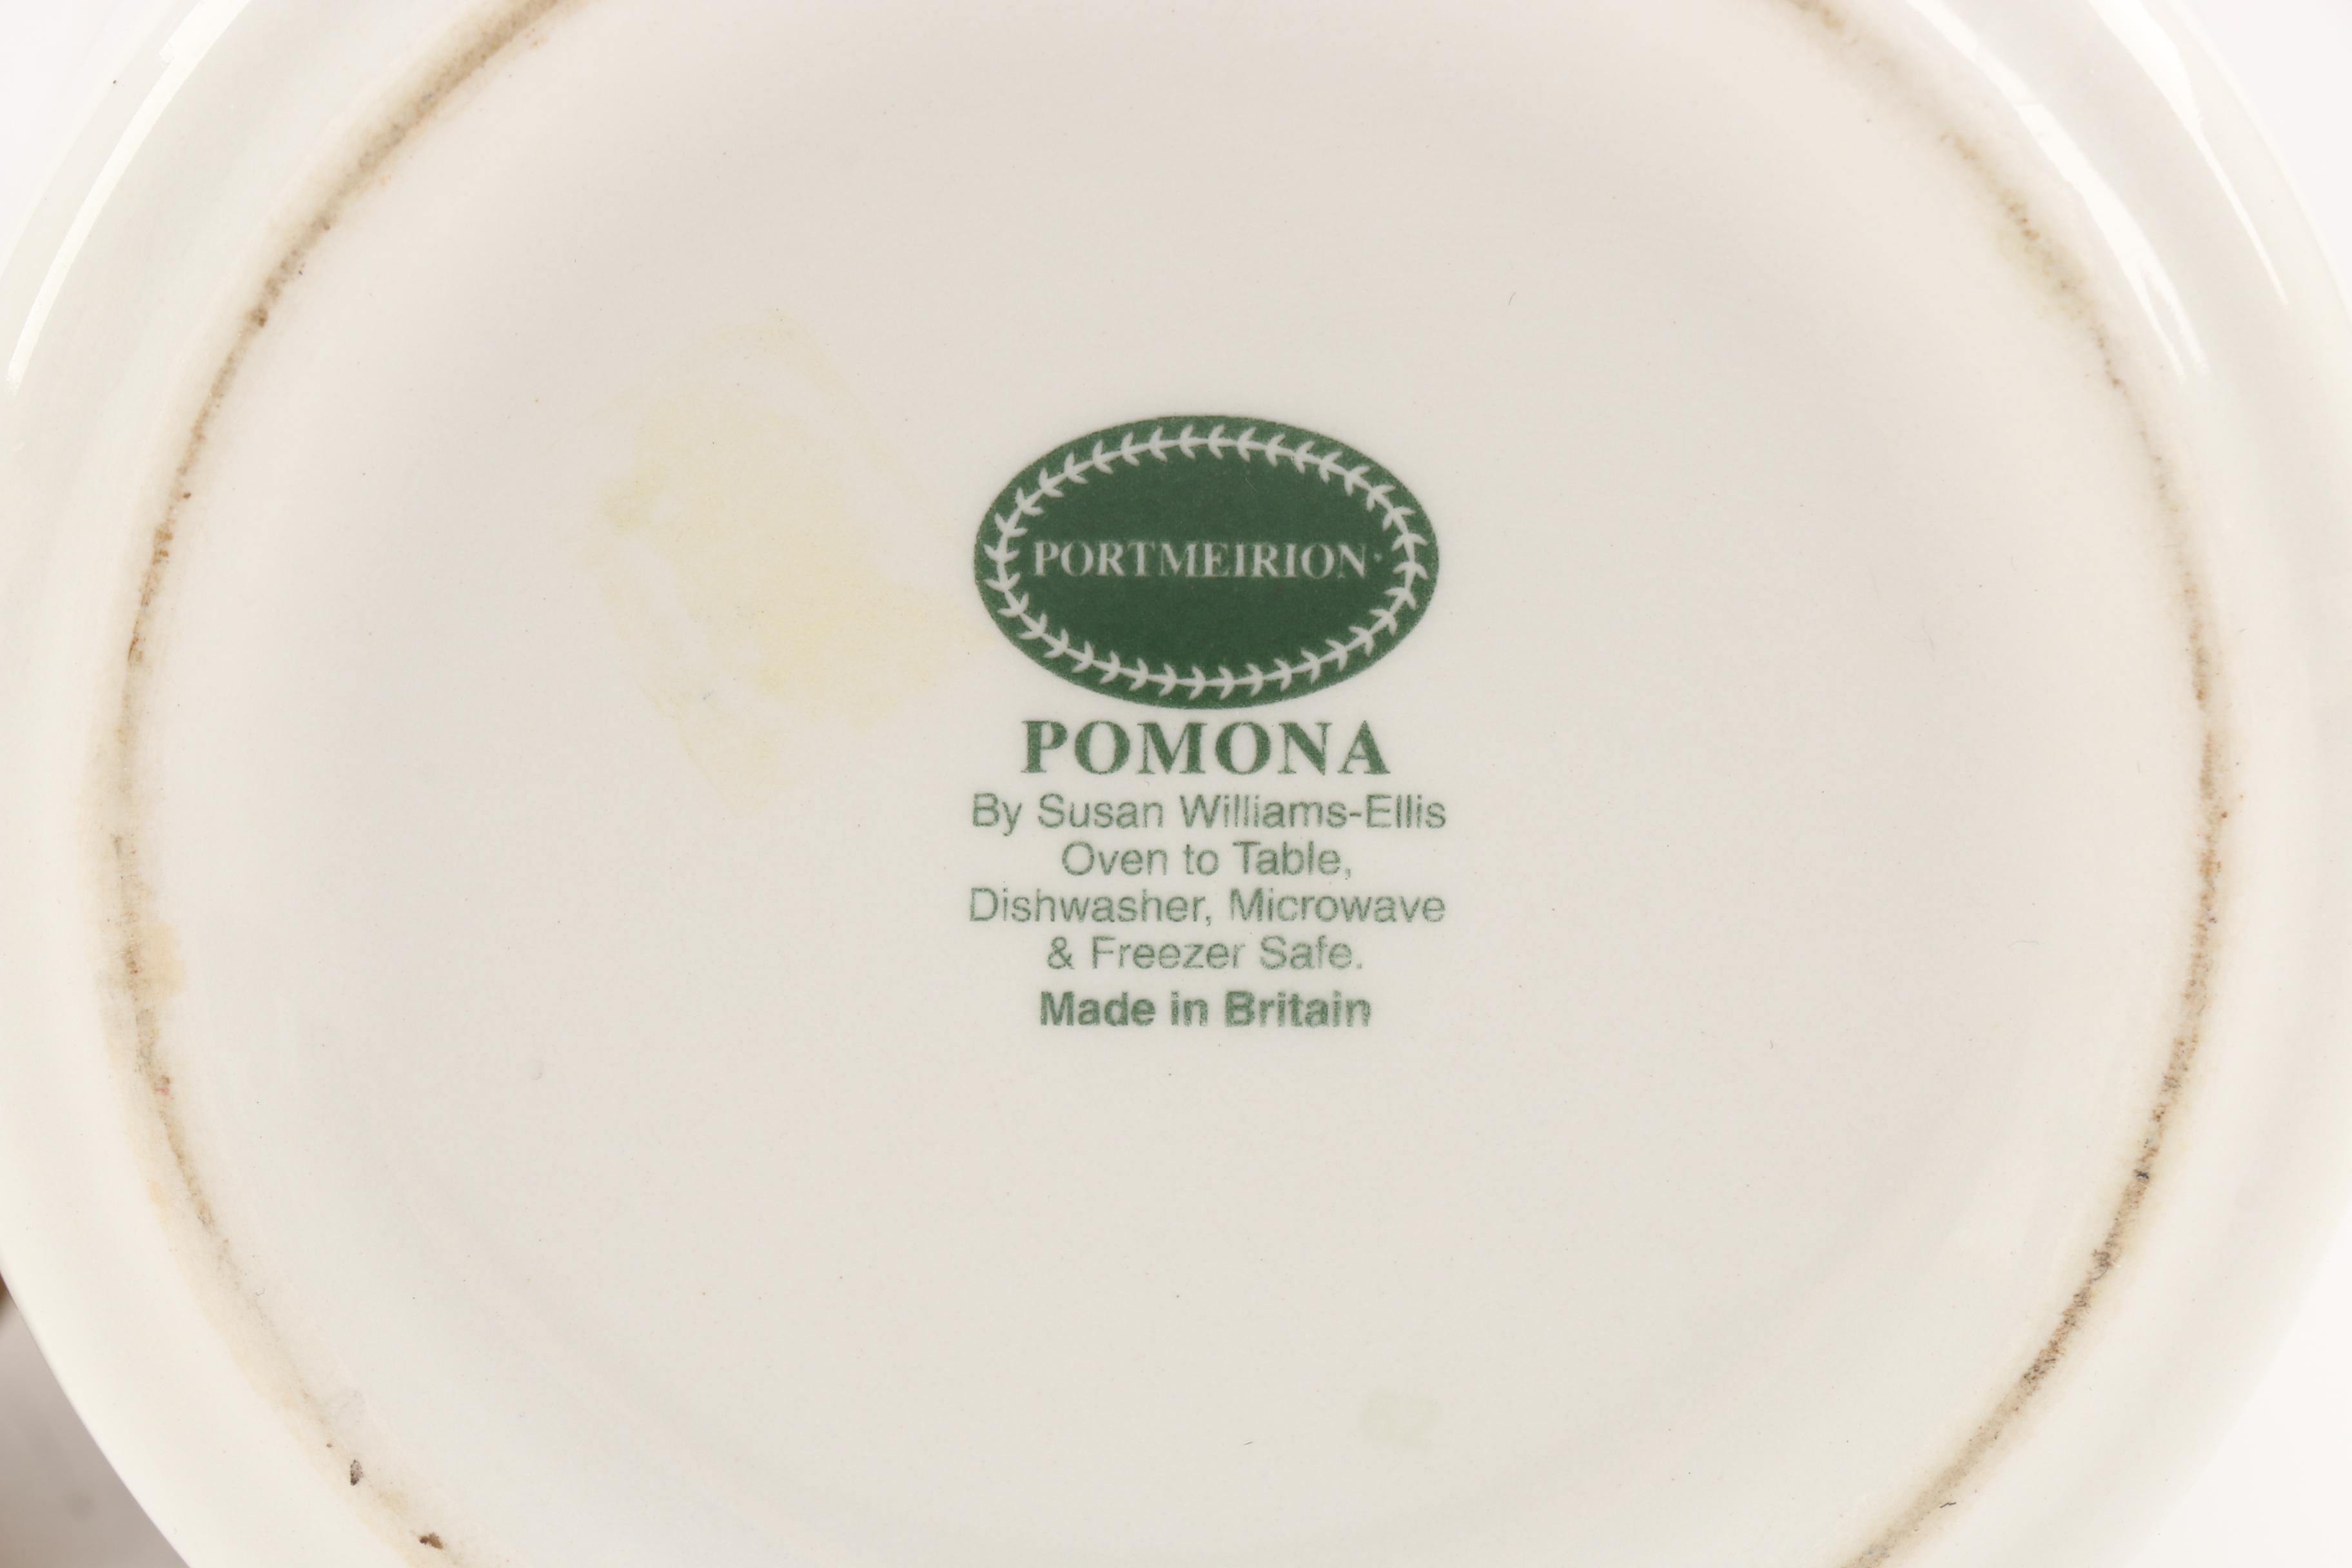 PORTMEIRION
POMONA
By Susan Williams-Ellis
Oven to Table,
Dishwasher, Microwave
& Freezer Safe.
Made in Britain